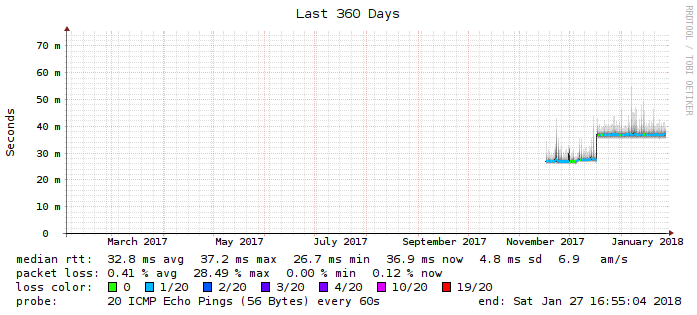 Last 360 Days
RRDTOOL / TOBI OETIKER
Seconds
70 m
60 m
50 m
40 m
30 m
20 m
10 m
0
March 2017 May 2017 July 2017 September 2017 November 2017 January 2018
median rtt: 32.8 ms avg 37.2 ms max 26.7 ms min 36.9 ms now 4.8 ms sd 6.9 am/s
packet loss: 0.41 % avg 28.49 % max 0.00 % min 0.12 % now
loss color: 0 1/20 2/20 3/20 4/20 10/20 19/20
probe: 20 ICMP Echo Pings (56 Bytes) every 60s end: Sat Jan 27 16:55:04 2018